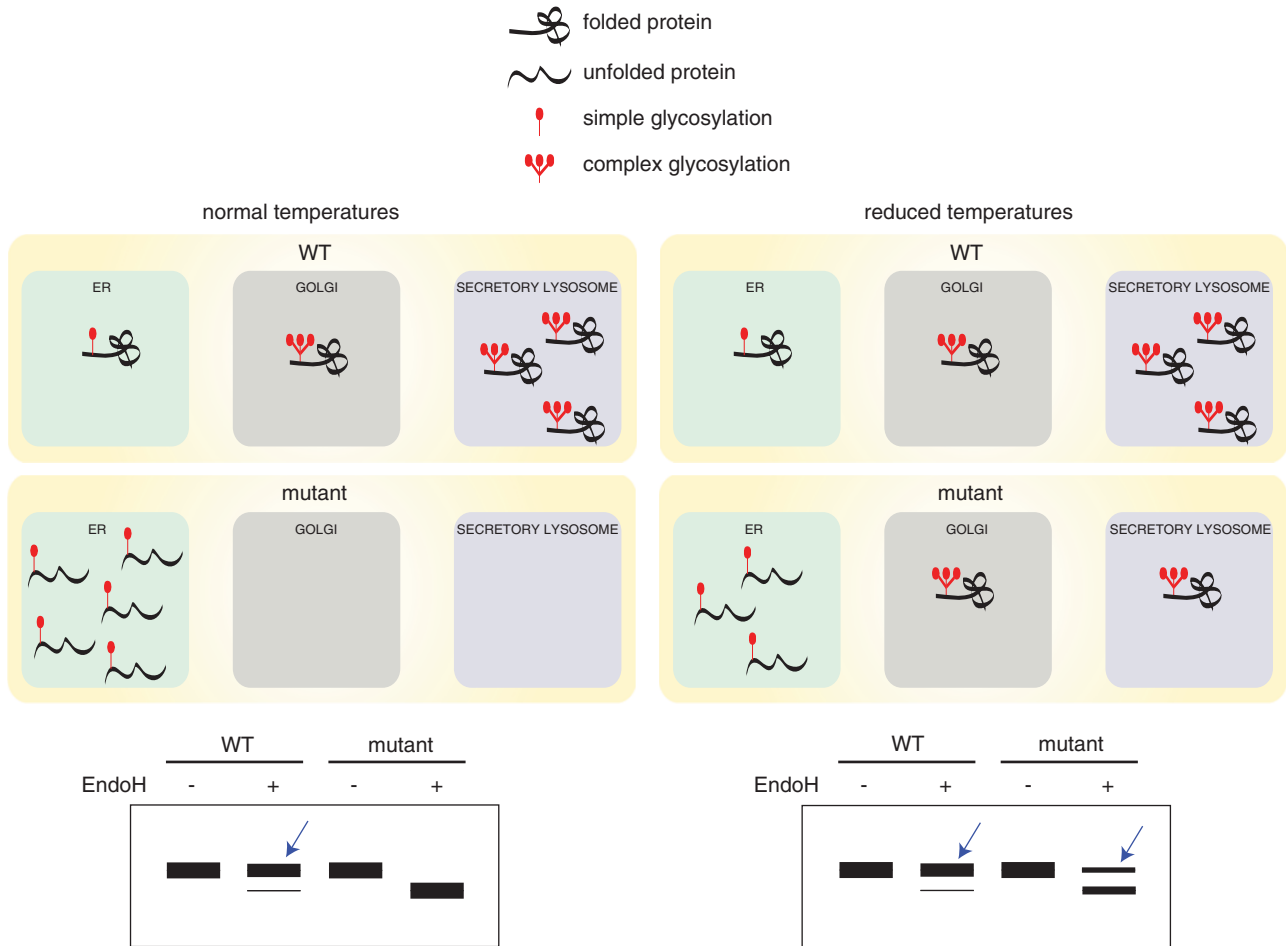 folded protein
unfolded protein
simple glycosylation
complex glycosylation
normal temperatures
reduced temperatures
WT
ER
GOLGI
SECRETORY LYSOSOME
WT
ER
GOLGI
SECRETORY LYSOSOME
mutant
ER
GOLGI
SECRETORY LYSOSOME
mutant
ER
GOLGI
SECRETORY LYSOSOME
WT mutant
EndoH - + - +
WT mutant
EndoH - + - +